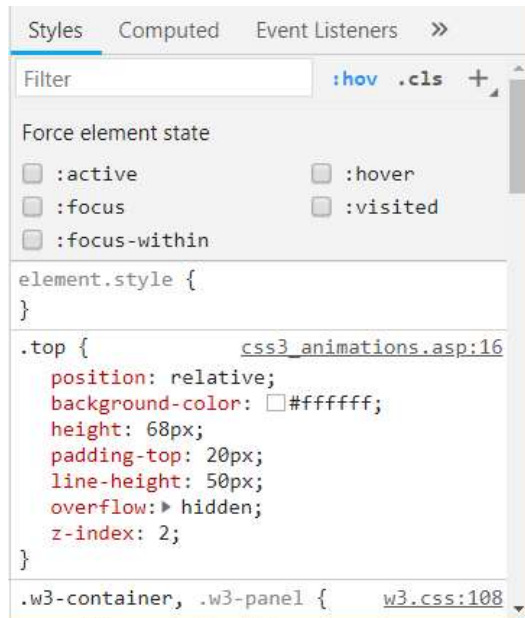 Styles Computed Event Listeners »
Filter :hov .cls +
Force element state
:active :hover
:focus :visited
:focus-within
element.style {
}
.top { css3_animations.asp:16
position: relative;
background-color: #ffffff;
height: 68px;
padding-top: 20px;
line-height: 50px;
overflow: hidden;
z-index: 2;
}
.w3-container, .w3-panel { w3.css:108